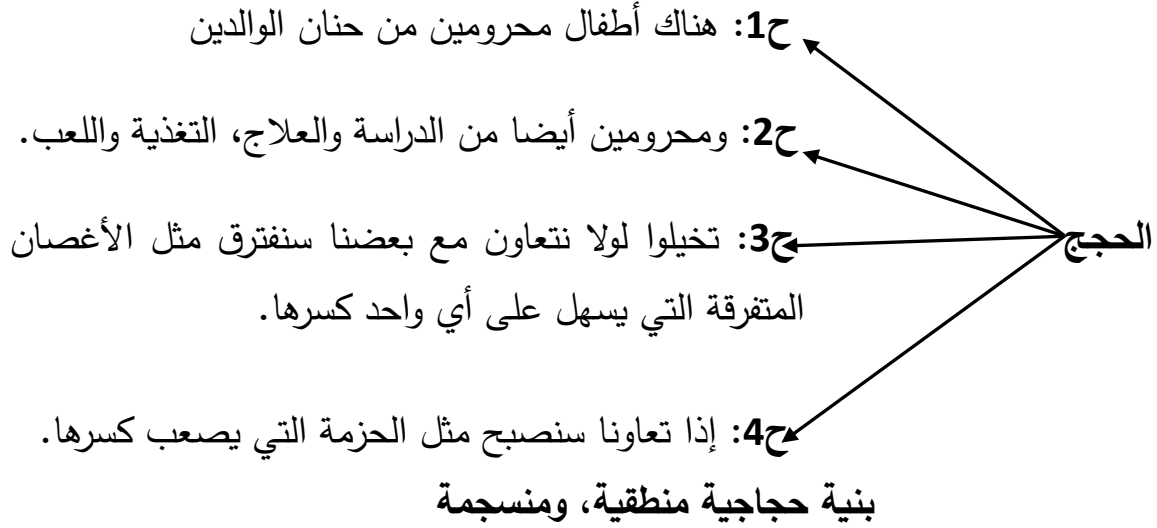 ح1: هناك أطفال محرومين من حنان الوالدين
ح2: ومحرومين أيضا من الدراسة والعلاج، التغذية واللعب.
الحجج
ح3: تخيلوا لولا نتعاون مع بعضنا سنفترق مثل الأغصان
المتفرقة التي يسهل على أي واحد كسرها.
ح4: إذا تعاونا سنصبح مثل الحزمة التي يصعب كسرها.
بنية حجاجية منطقية، ومنسجمة